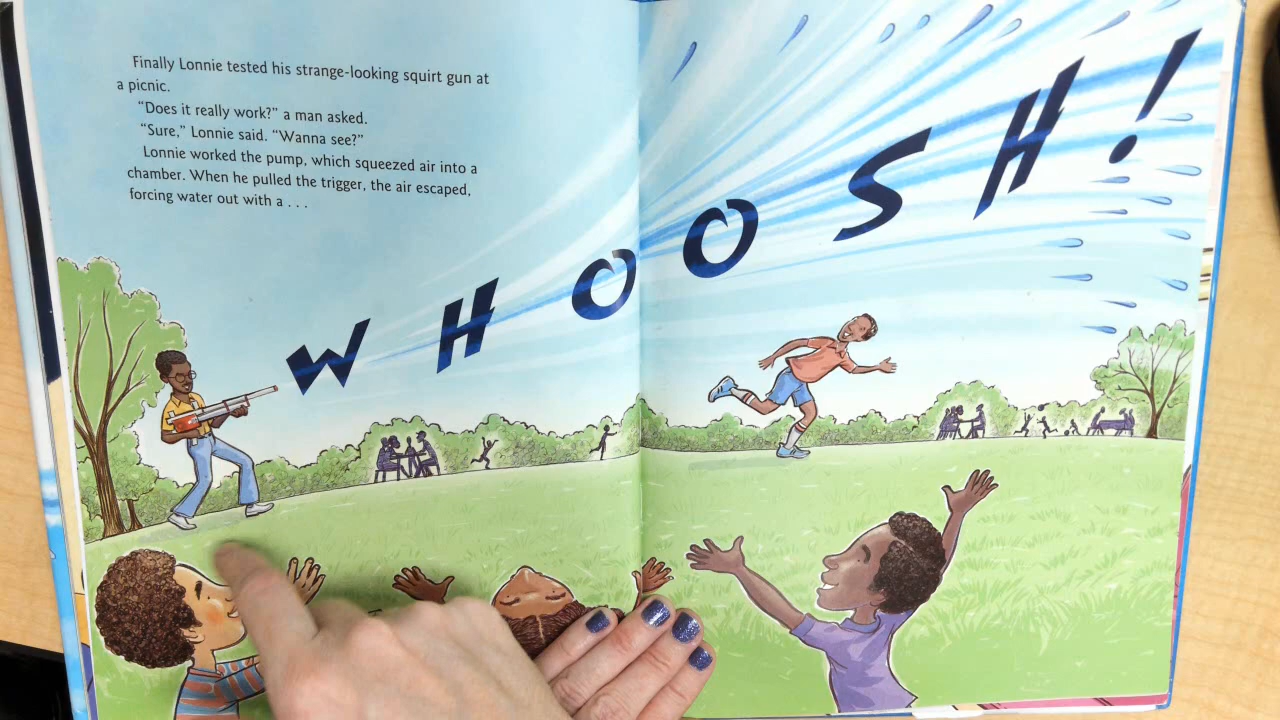 Finally Lonnie tested his strange-looking squirt gun at
a picnic.
“Does it really work?” a man asked.
“Sure,” Lonnie said. “Wanna see?”
Lonnie worked the pump, which squeezed air into a
chamber. When he pulled the trigger, the air escaped,
forcing water out with a . . .
WHOOSH!